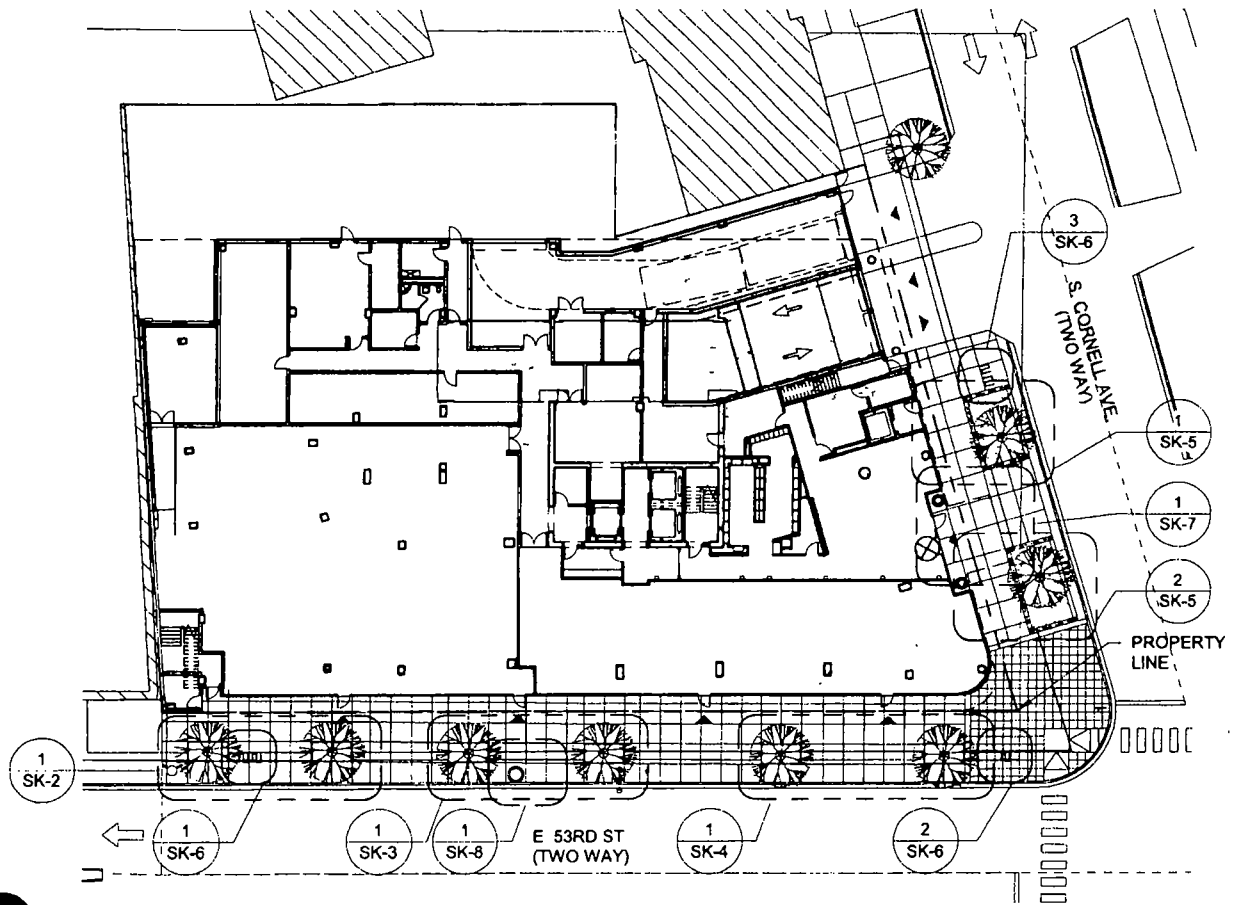 3
SK-6
S. CORNELL AVE.
(TWO WAY)
1
SK-5
1
SK-7
2
SK-5
PROPERTY
LINE
1
SK-2
1
SK-6
1
SK-3
1
SK-8
E 53RD ST
(TWO WAY)
1
SK-4
2
SK-6